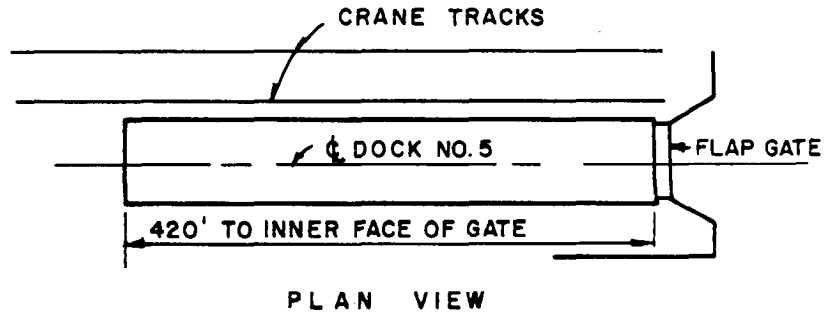 CRANE TRACKS
℄ DOCK NO. 5
FLAP GATE
420' TO INNER FACE OF GATE
PLAN VIEW